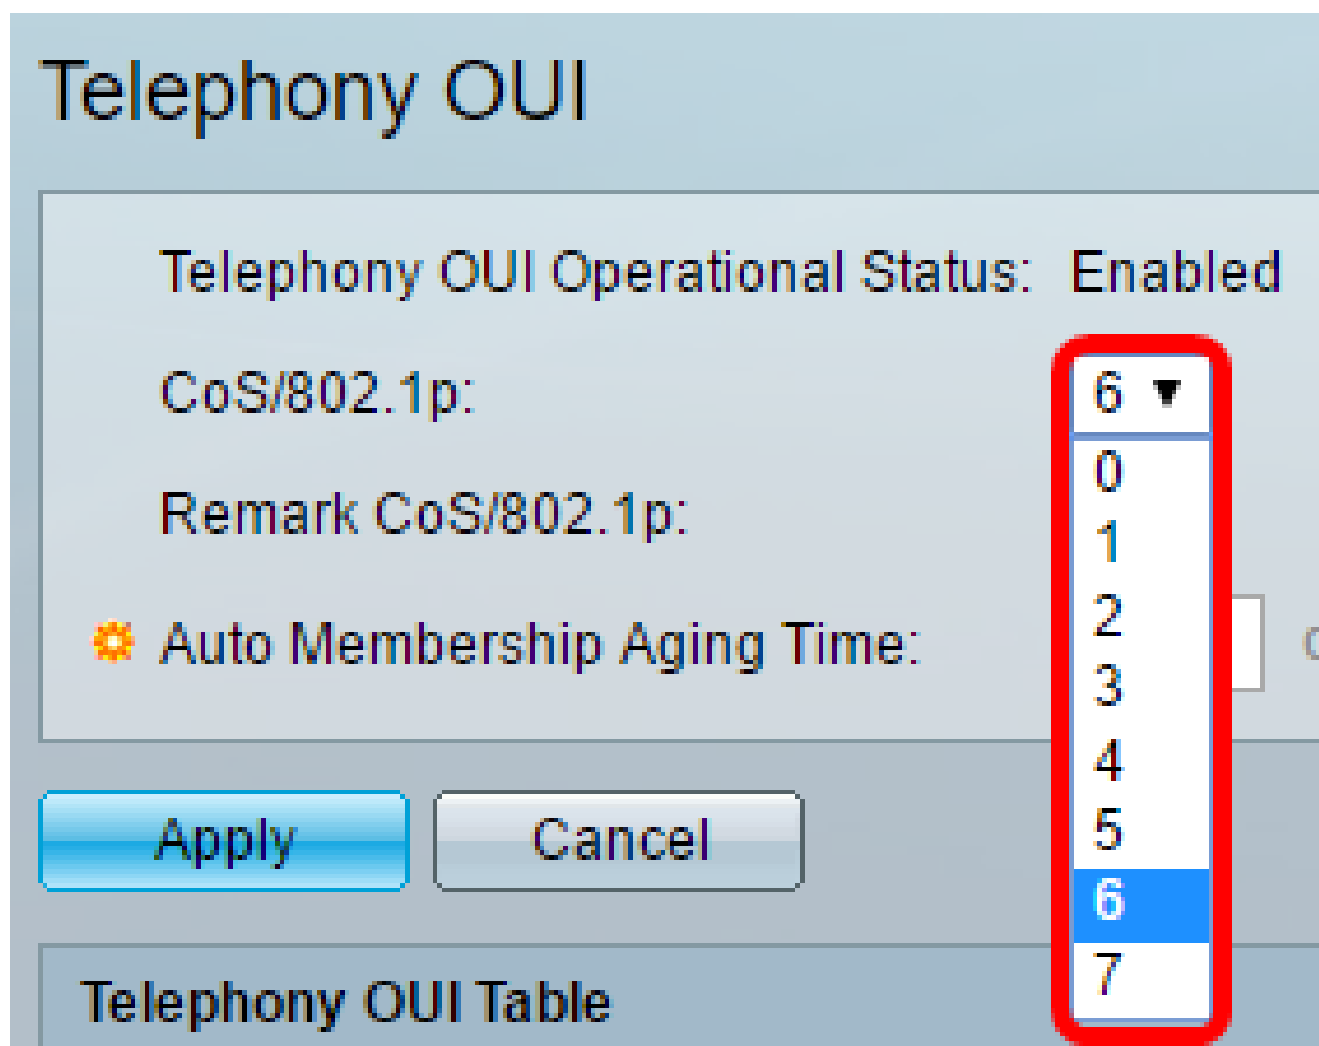 Telephony OUI
Telephony OUI Operational Status: Enabled
CoS/802.1p: 6
0
Remark CoS/802.1p:
1
2
Auto Membership Aging Time:
3
4
5
Apply Cancel
6
7
Telephony OUI Table